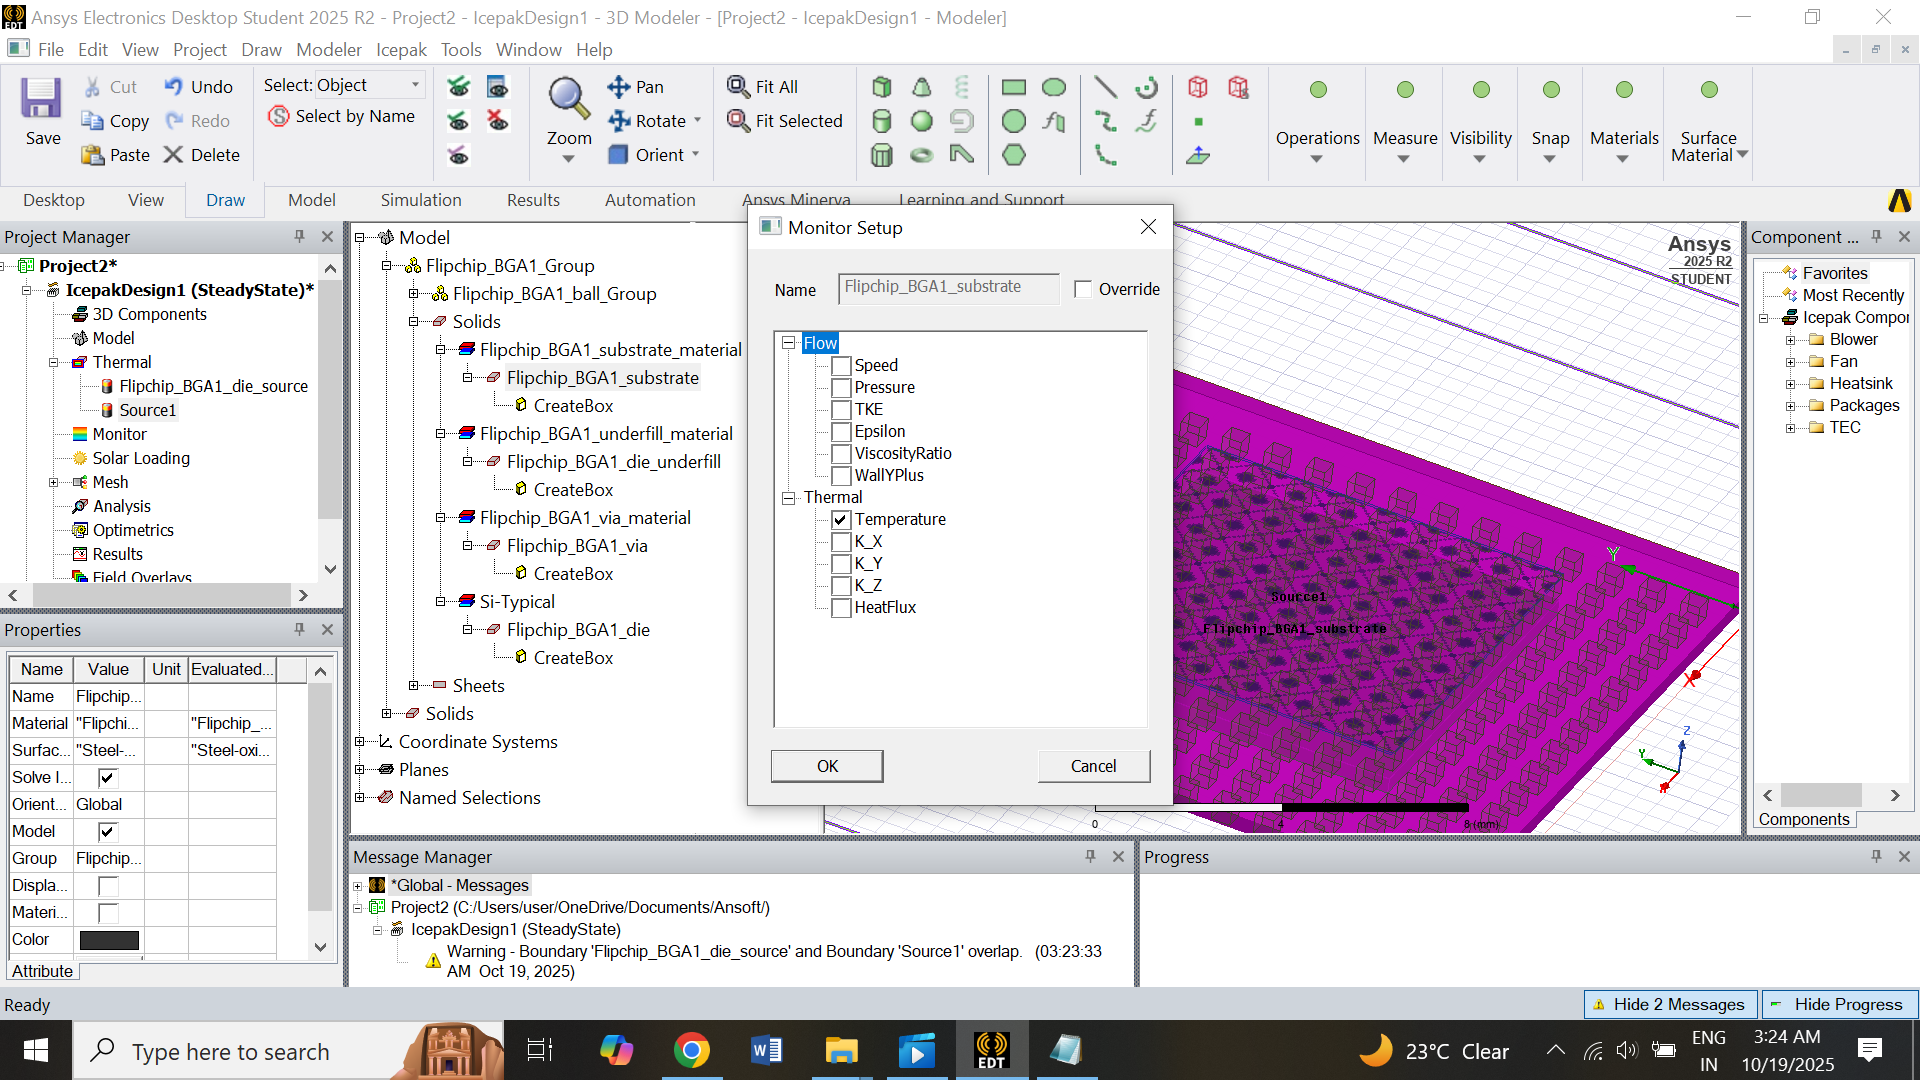 Ansys Electronics Desktop Student 2025 R2 - Project2 - IcepakDesign1 - 3D Modeler - [Project2 - IcepakDesign1 - Modeler]
File Edit View Project Draw Modeler Icepak Tools Window Help
Save
Cut
Copy
Paste
Undo
Redo
Delete
Select: Object
Select by Name
Zoom
Pan
Rotate
Orient
Fit All
Fit Selected
Operations
Measure
Visibility
Snap
Materials
Surface
Material
Desktop View Draw Model Simulation Results Automation Ansys Minerva Learning and Support
Project Manager
Project2*
IcepakDesign1 (SteadyState)*
3D Components
Model
Thermal
Flipchip_BGA1_die_source
Source1
Monitor
Solar Loading
Mesh
Analysis
Optimetrics
Results
Field Overlays
Properties
Name Value Unit Evaluated...
Name Flipchip...
Material "Flipchi... "Flipchip_...
Surfac... "Steel-... "Steel-oxi...
Solve I...
Orient... Global
Model
Group Flipchip...
Displa...
Materi...
Color
Attribute
Model
Flipchip_BGA1_Group
Flipchip_BGA1_ball_Group
Solids
Flipchip_BGA1_substrate_material
Flipchip_BGA1_substrate
CreateBox
Flipchip_BGA1_underfill_material
Flipchip_BGA1_die_underfill
CreateBox
Flipchip_BGA1_via_material
Flipchip_BGA1_via
CreateBox
Si-Typical
Flipchip_BGA1_die
CreateBox
Sheets
Solids
Coordinate Systems
Planes
Named Selections
Monitor Setup
Name Flipchip_BGA1_substrate Override
Flow
Speed
Pressure
TKE
Epsilon
ViscosityRatio
WallYPlus
Thermal
Temperature
K_X
K_Y
K_Z
HeatFlux
OK Cancel
Ansys
2025 R2
STUDENT
Source1
Flipchip_BGA1_substrate
Y
X
Z
Y
0 4 8 (mm)
Component ...
Favorites
Most Recently
Icepak Compor
Blower
Fan
Heatsink
Packages
TEC
Components
Message Manager
*Global - Messages
Project2 (C:/Users/user/OneDrive/Documents/Ansoft/)
IcepakDesign1 (SteadyState)
Warning - Boundary 'Flipchip_BGA1_die_source' and Boundary 'Source1' overlap. (03:23:33
AM Oct 19, 2025)
Progress
Ready
Hide 2 Messages
Hide Progress
Type here to search
EDT
23°C Clear
ENG
IN
3:24 AM
10/19/2025